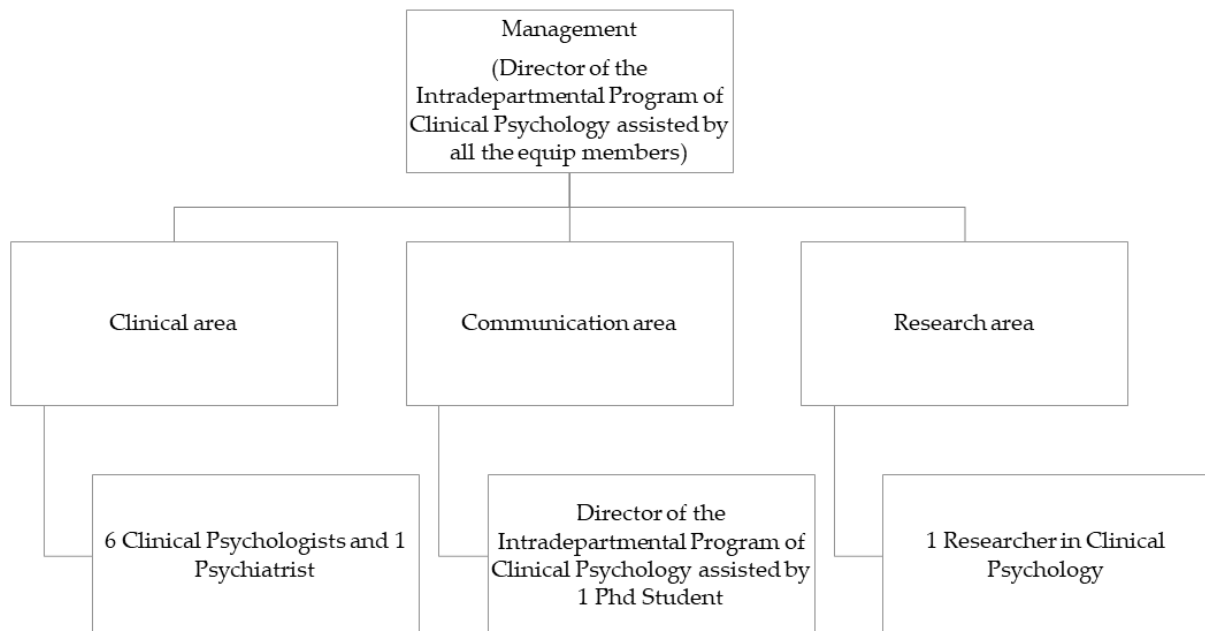 Management
(Director of the
Intradepartmental Program of
Clinical Psychology assisted by
all the equip members)
Clinical area
Communication area
Research area
6 Clinical Psychologists and 1
Psychiatrist
Director of the
Intradepartmental Program of
Clinical Psychology assisted by
1 Phd Student
1 Researcher in Clinical
Psychology